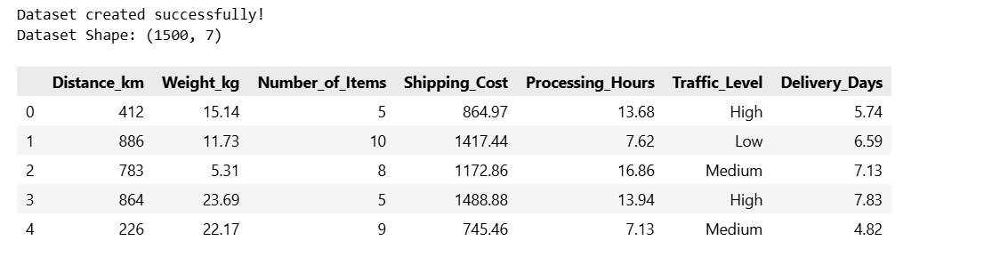 Dataset created successfully!
Dataset Shape: (1500, 7)
Distance_km Weight_kg Number_of_Items Shipping_Cost Processing_Hours Traffic_Level Delivery_Days
0 412 15.14 5 864.97 13.68 High 5.74
1 886 11.73 10 1417.44 7.62 Low 6.59
2 783 5.31 8 1172.86 16.86 Medium 7.13
3 864 23.69 5 1488.88 13.94 High 7.83
4 226 22.17 9 745.46 7.13 Medium 4.82